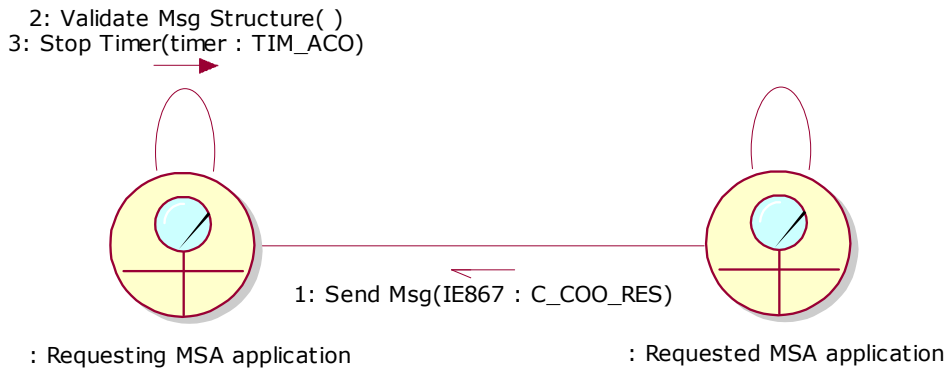 2: Validate Msg Structure( )
3: Stop Timer(timer : TIM_ACO)
1: Send Msg(IE867 : C_COO_RES)
: Requesting MSA application
: Requested MSA application